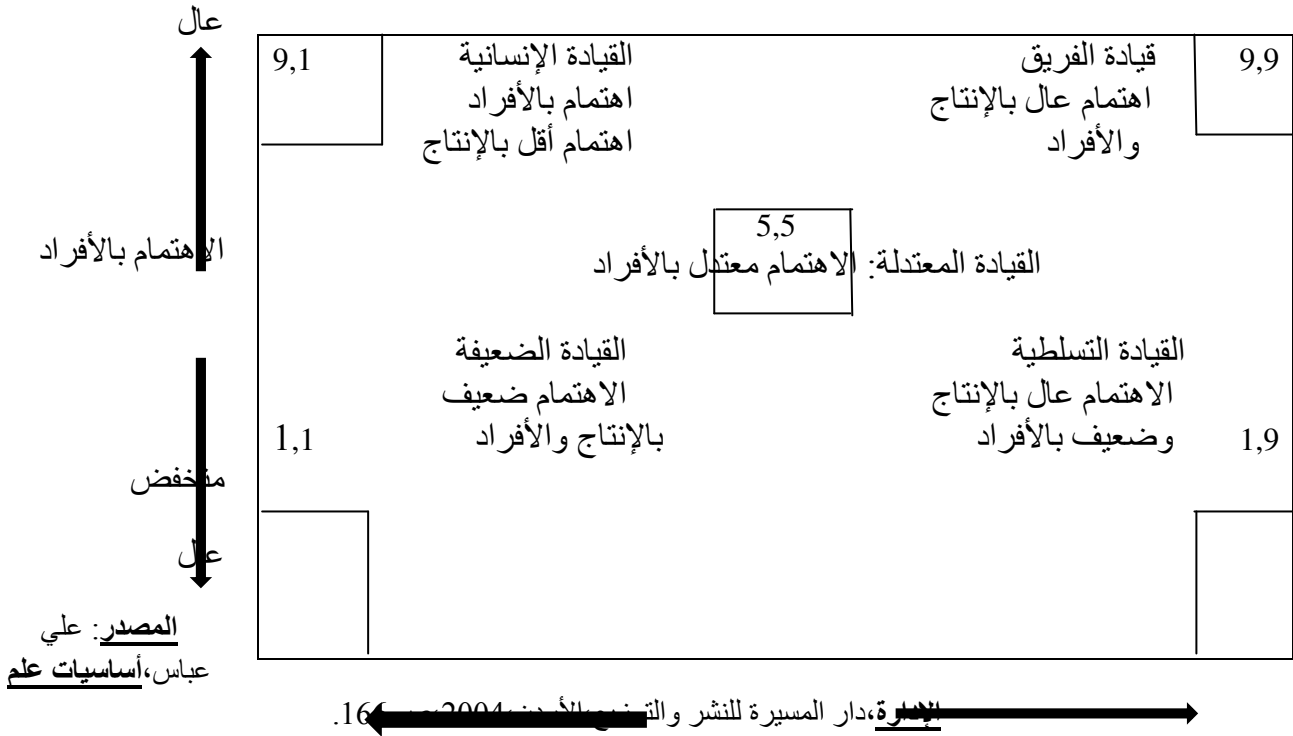 عال
9,1
القيادة الإنسانية
اهتمام بالأفراد
اهتمام أقل بالإنتاج
قيادة الفريق
اهتمام عال بالإنتاج
والأفراد
9,9
الاهتمام بالأفراد
5,5
القيادة المعتدلة: الاهتمام معتدل بالأفراد
القيادة الضعيفة
الاهتمام ضعيف
بالإنتاج والأفراد
1,1
القيادة التسلطية
الاهتمام عال بالإنتاج
وضعيف بالأفراد
1,9
منخفض
عال
المصدر: علي
عباس،أساسيات علم
الإدارة،دار المسيرة للنشر والتوزيع،الأردن،2004،